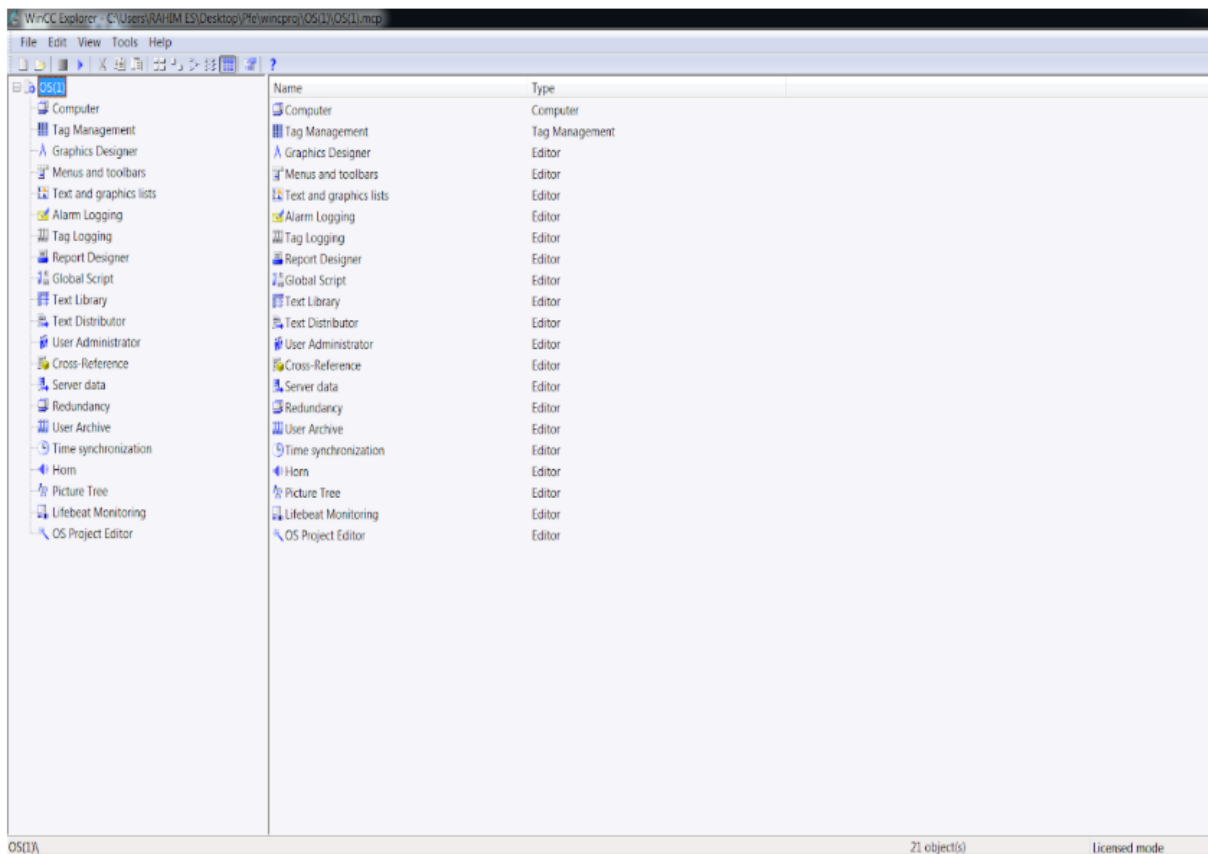 WinCC Explorer - C:\Users\RAHIM ES\Desktop\Pfe\wincproj\OS(1)\OS(1).mcp
File Edit View Tools Help
OS(1)
Computer
Tag Management
Graphics Designer
Menus and toolbars
Text and graphics lists
Alarm Logging
Tag Logging
Report Designer
Global Script
Text Library
Text Distributor
User Administrator
Cross-Reference
Server data
Redundancy
User Archive
Time synchronization
Horn
Picture Tree
Lifebeat Monitoring
OS Project Editor
Name Type
Computer Computer
Tag Management Tag Management
Graphics Designer Editor
Menus and toolbars Editor
Text and graphics lists Editor
Alarm Logging Editor
Tag Logging Editor
Report Designer Editor
Global Script Editor
Text Library Editor
Text Distributor Editor
User Administrator Editor
Cross-Reference Editor
Server data Editor
Redundancy Editor
User Archive Editor
Time synchronization Editor
Horn Editor
Picture Tree Editor
Lifebeat Monitoring Editor
OS Project Editor Editor
OS(1)\ 21 object(s) Licensed mode